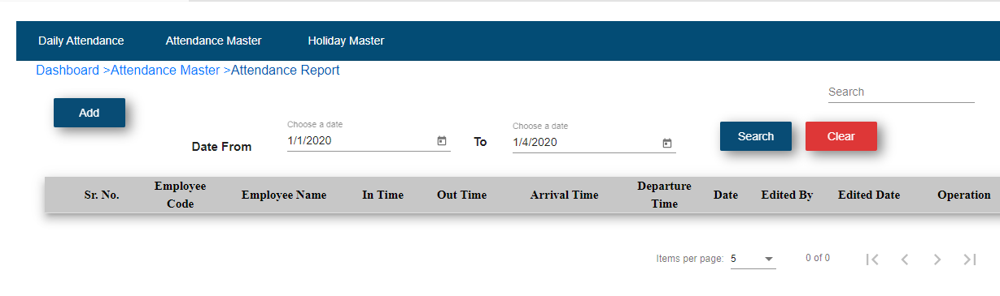 Daily Attendance Attendance Master Holiday Master
Dashboard >Attendance Master >Attendance Report
Search
Add
Choose a date Choose a date
Date From 1/1/2020 To 1/4/2020 Search Clear
Sr. No. Employee Code Employee Name In Time Out Time Arrival Time Departure Time Date Edited By Edited Date Operation
Items per page: 5 0 of 0